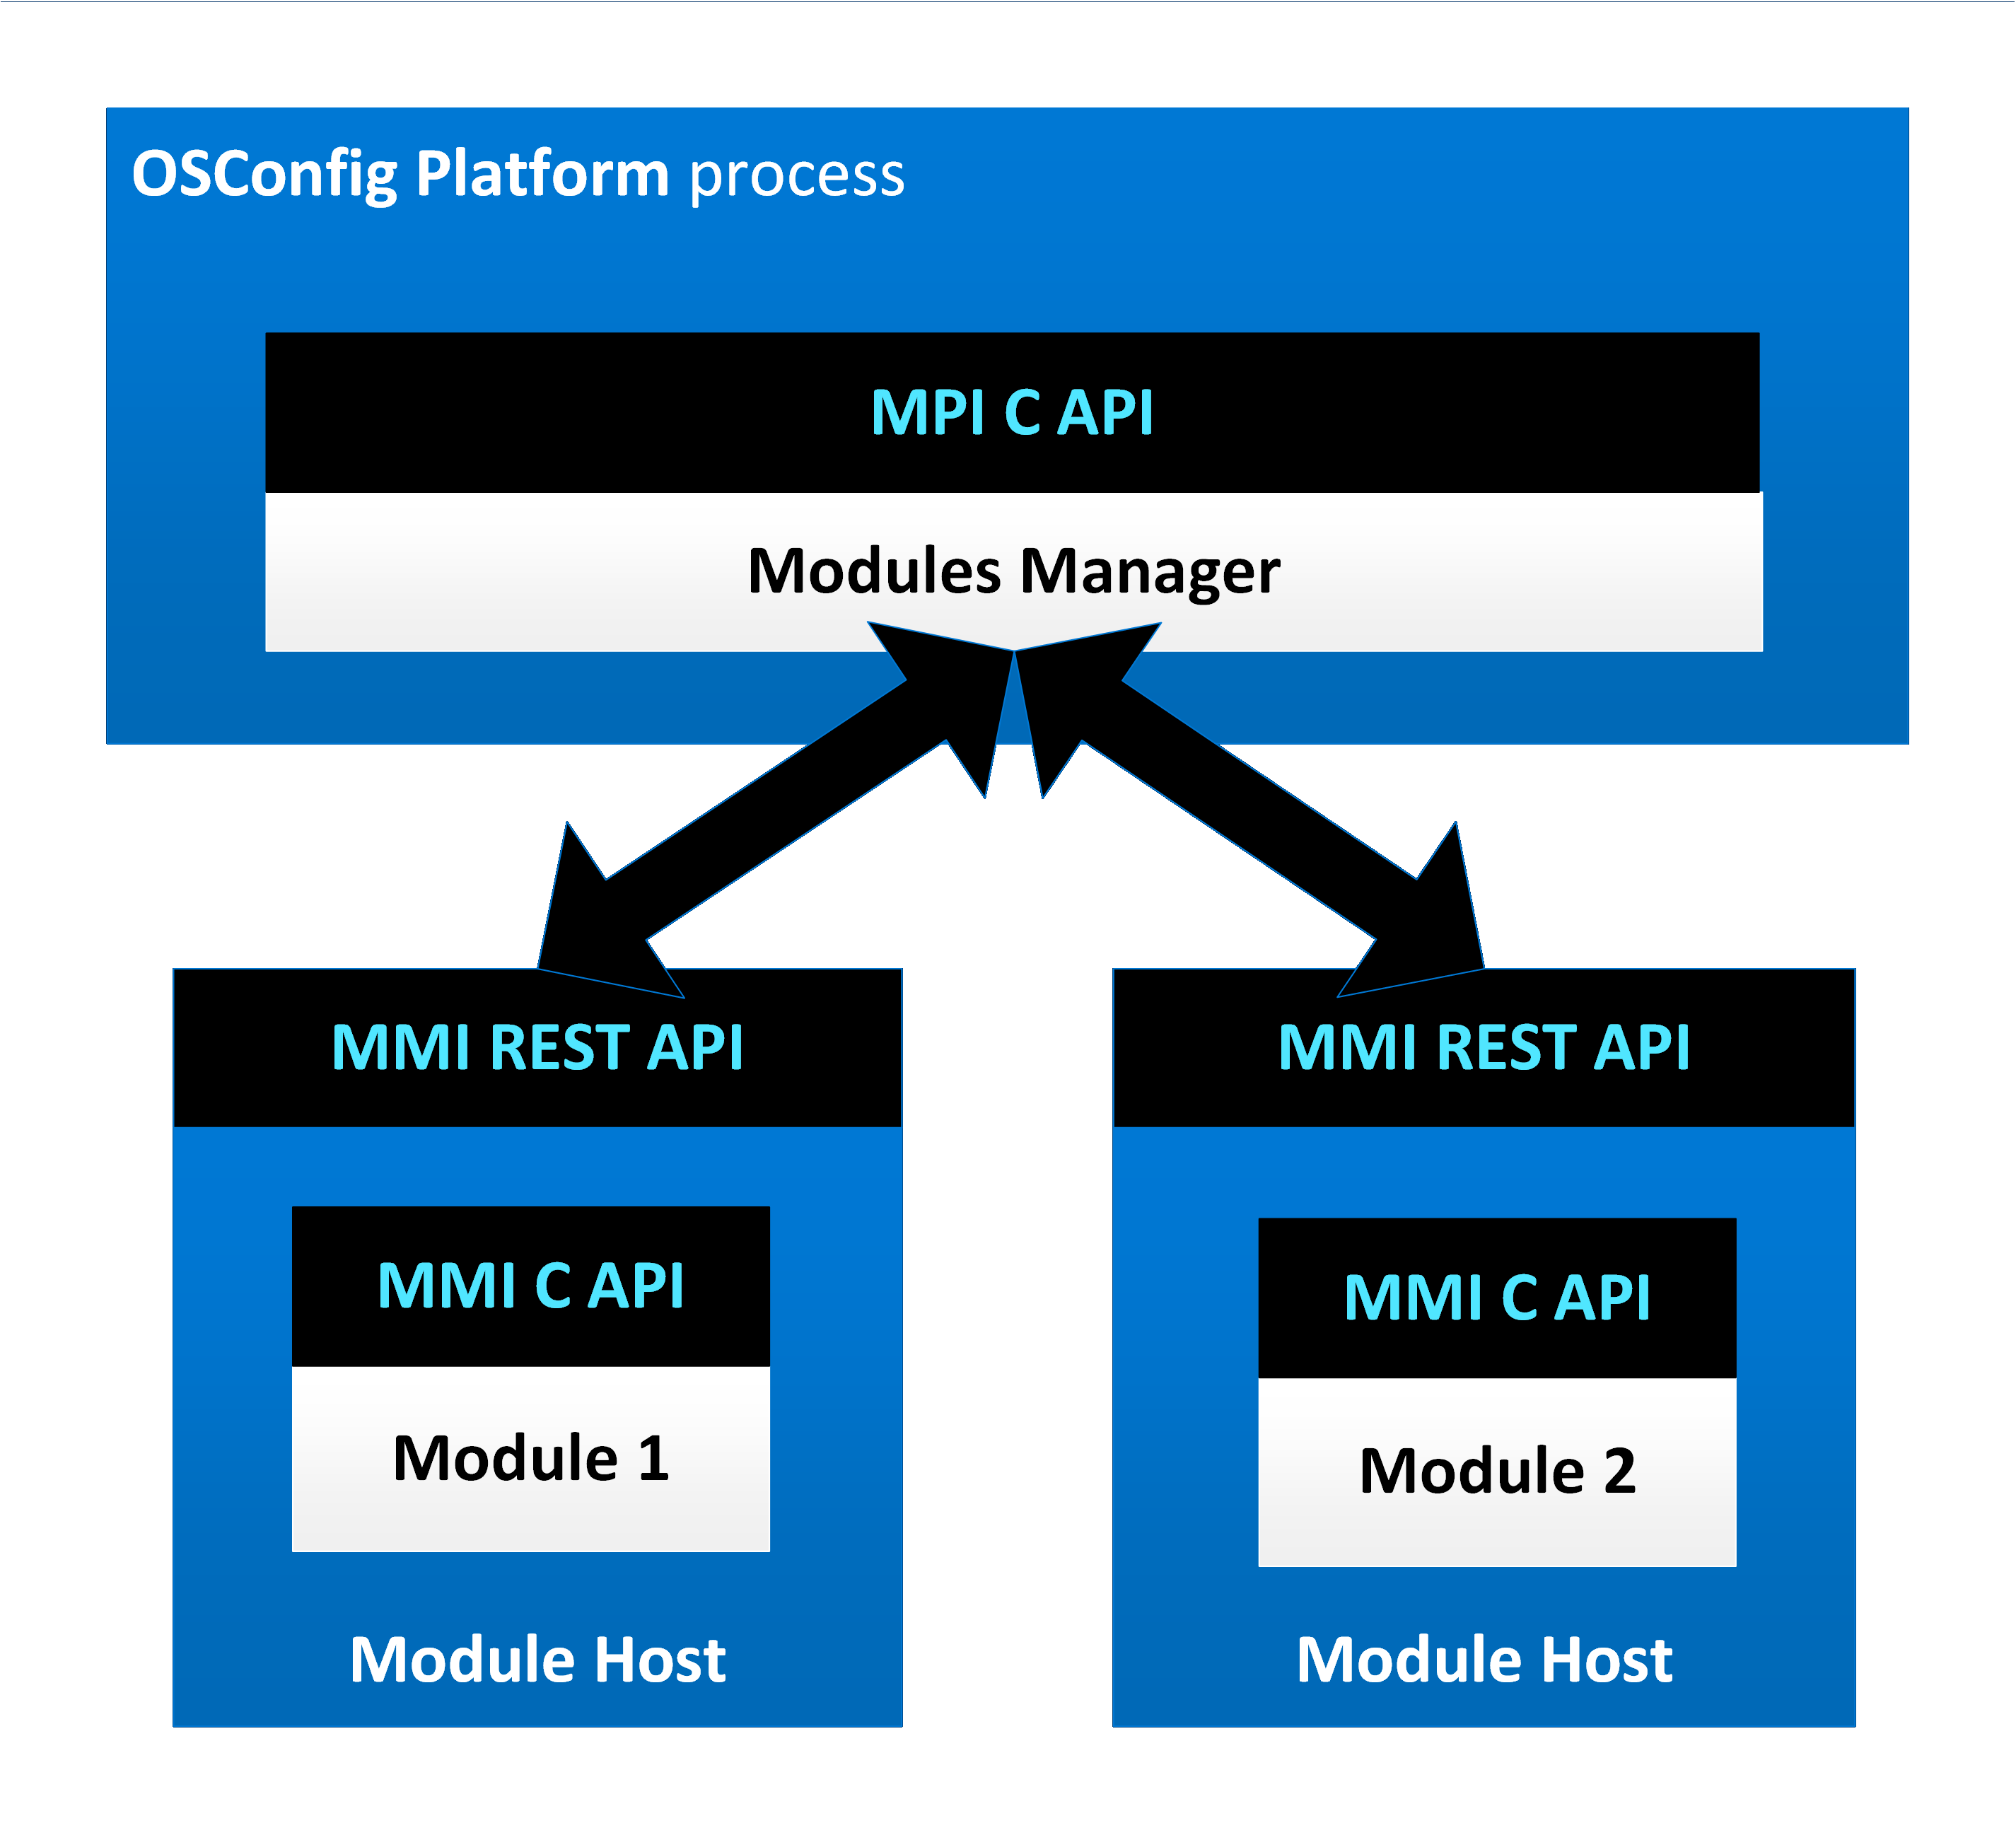 OSConfig Platform process
MPI C API
Modules Manager
MMI REST API
MMI REST API
MMI C API
MMI C API
Module 1
Module 2
Module Host
Module Host